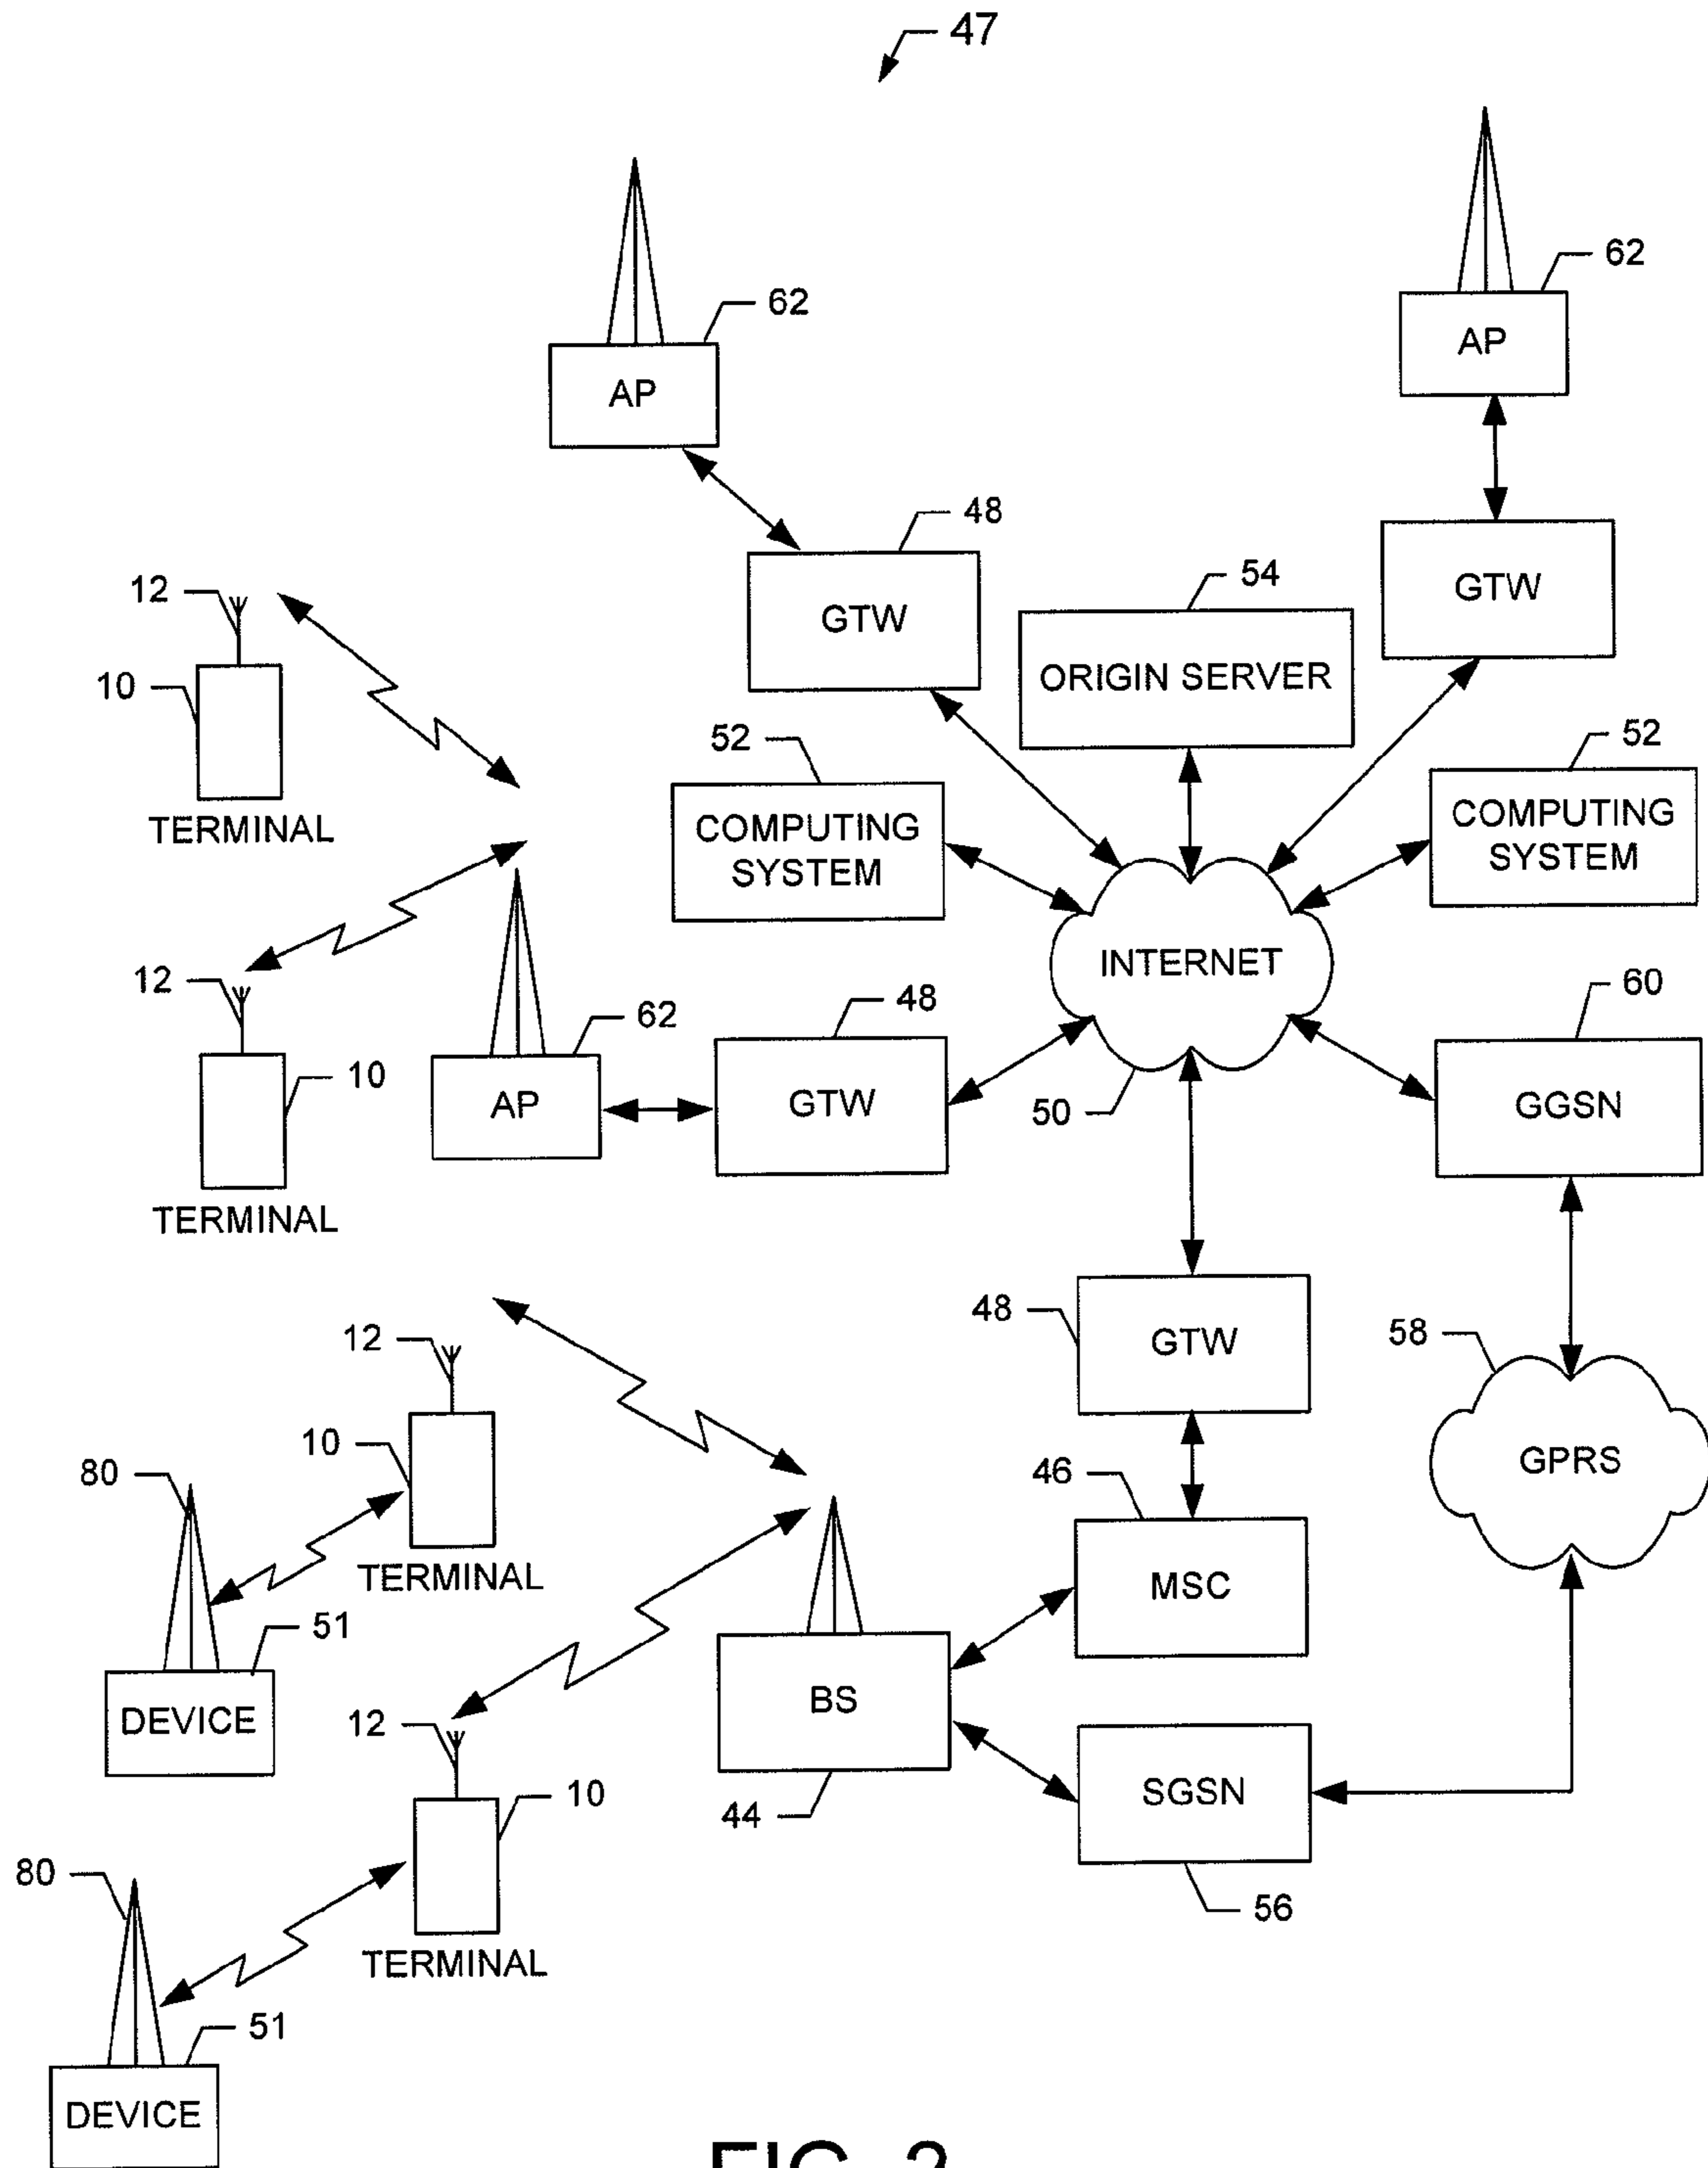 47
62
AP
62
AP
48
GTW
GTW
54
ORIGIN SERVER
12
10
TERMINAL
52
COMPUTING
SYSTEM
52
COMPUTING
SYSTEM
INTERNET
50
12
10
TERMINAL
62
AP
48
GTW
60
GGSN
48
GTW
58
GPRS
12
10
TERMINAL
80
51
DEVICE
46
MSC
BS
44
SGSN
56
12
10
TERMINAL
80
51
DEVICE
FIG. 2